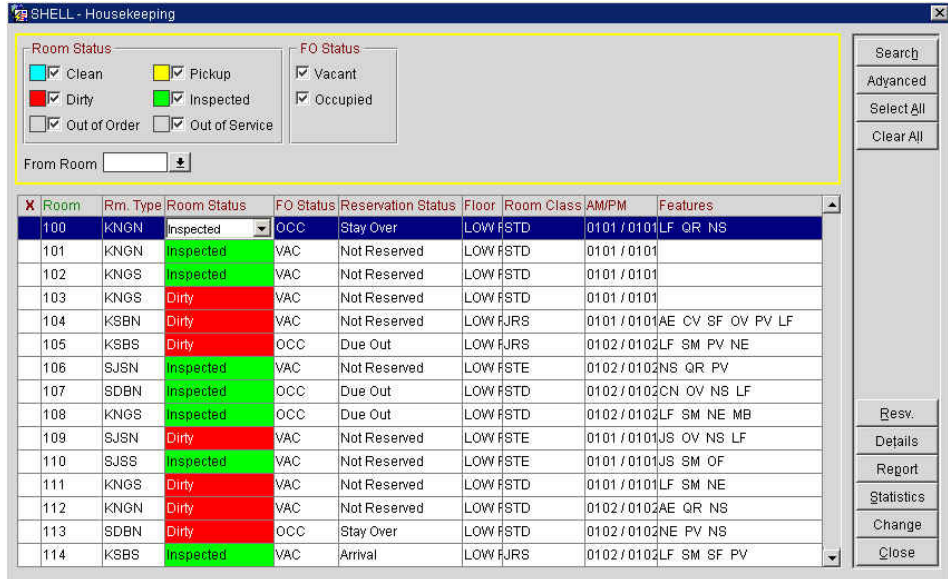 SHELL - Housekeeping
Room Status
FO Status
Clean Pickup Vacant
Dirty Inspected Occupied
Out of Order Out of Service
From Room
Search
Advanced
Select All
Clear All
X Room Rm. Type Room Status FO Status Reservation Status Floor Room Class AM/PM Features
100 KNGN Inspected OCC Stay Over LOW F STD 0101 / 0101 LF QR NS
101 KNGN Inspected VAC Not Reserved LOW F STD 0101 / 0101
102 KNGS Inspected VAC Not Reserved LOW F STD 0101 / 0101
103 KNGS Dirty VAC Not Reserved LOW F STD 0101 / 0101
104 KSBN Dirty VAC Not Reserved LOW F JRS 0101 / 0101 AE CV SF OV PV LF
105 KSBS Dirty OCC Due Out LOW F JRS 0102 / 0102 LF SM PV NE
106 SJSN Inspected VAC Not Reserved LOW F STE 0102 / 0102 NS QR PV
107 SDBN Inspected OCC Due Out LOW F STD 0102 / 0102 CN OV NS LF
108 KNGS Inspected OCC Due Out LOW F STD 0102 / 0102 LF SM NE MB
109 SJSN Dirty VAC Not Reserved LOW F STE 0101 / 0101 JS OV NS LF
110 SJSS Inspected VAC Not Reserved LOW F STE 0101 / 0101 JS SM OF
111 KNGS Dirty VAC Not Reserved LOW F STD 0101 / 0101 LF SM NE
112 KNGN Dirty VAC Not Reserved LOW F STD 0102 / 0102 AE QR NS
113 SDBN Dirty OCC Stay Over LOW F STD 0102 / 0102 NE PV NS
114 KSBS Inspected VAC Arrival LOW F JRS 0102 / 0102 LF SM SF PV
Resv.
Details
Report
Statistics
Change
Close